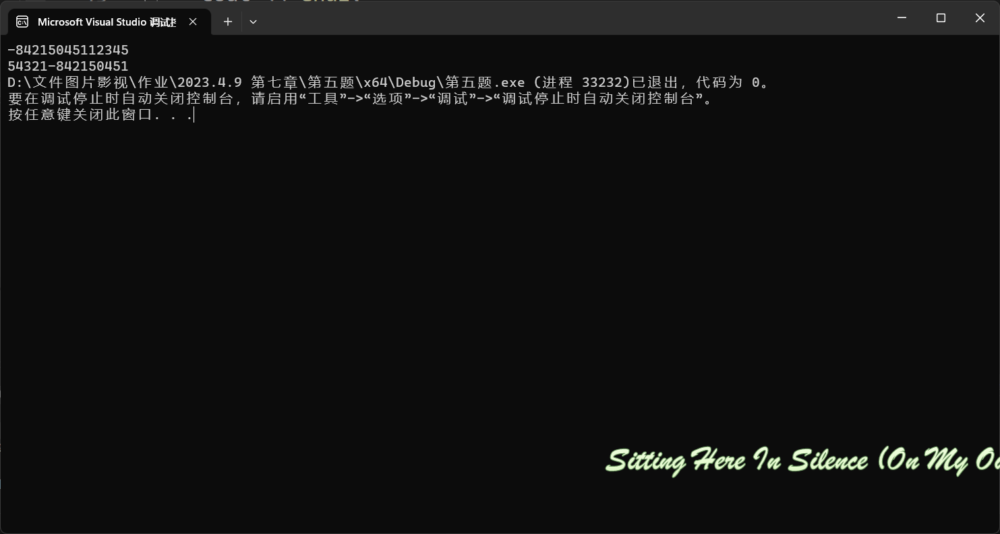 Microsoft Visual Studio 调试
-84215045112345
54321-842150451
D:\文件图片影视\作业\2023.4.9 第七章\第五题\x64\Debug\第五题.exe (进程 33232)已退出，代码为 0。
要在调试停止时自动关闭控制台，请启用“工具”->“选项”->“调试”->“调试停止时自动关闭控制台”。
按任意键关闭此窗口. . .
Sitting Here In Silence (On My